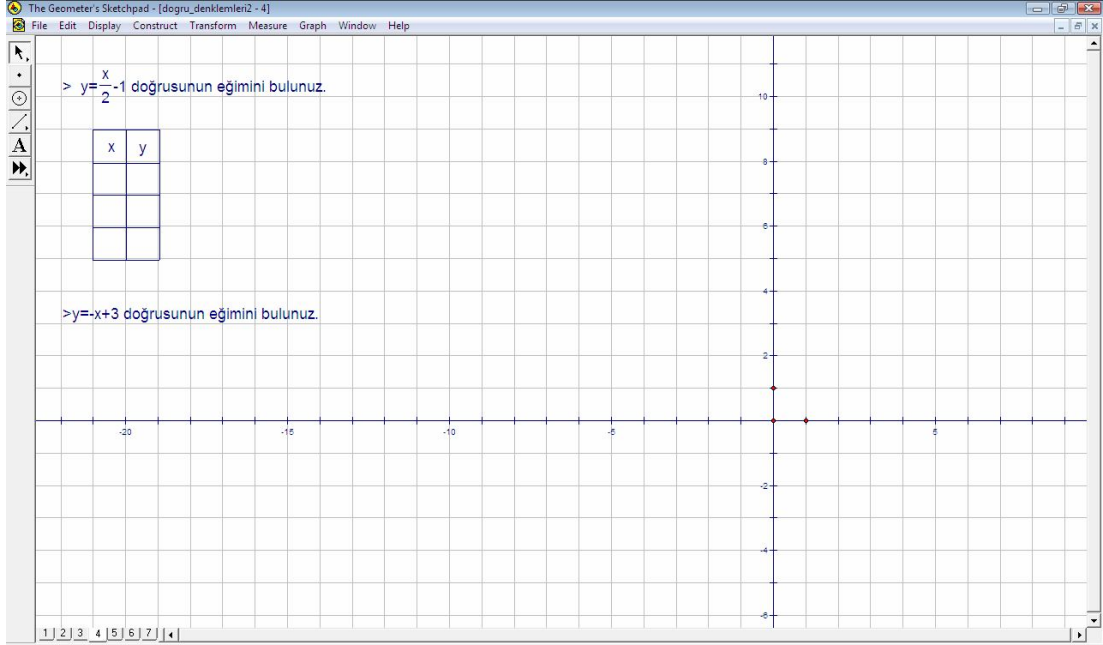 The Geometer's Sketchpad - [dogru_denklemleri2 - 4]
File Edit Display Construct Transform Measure Graph Window Help
A
> y=x/2-1 doğrusunun eğimini bulunuz.
x y
>y=-x+3 doğrusunun eğimini bulunuz.
10
8
6
4
2
-20 -15 -10 -5 5
-2
-4
-6
1 2 3 4 5 6 7